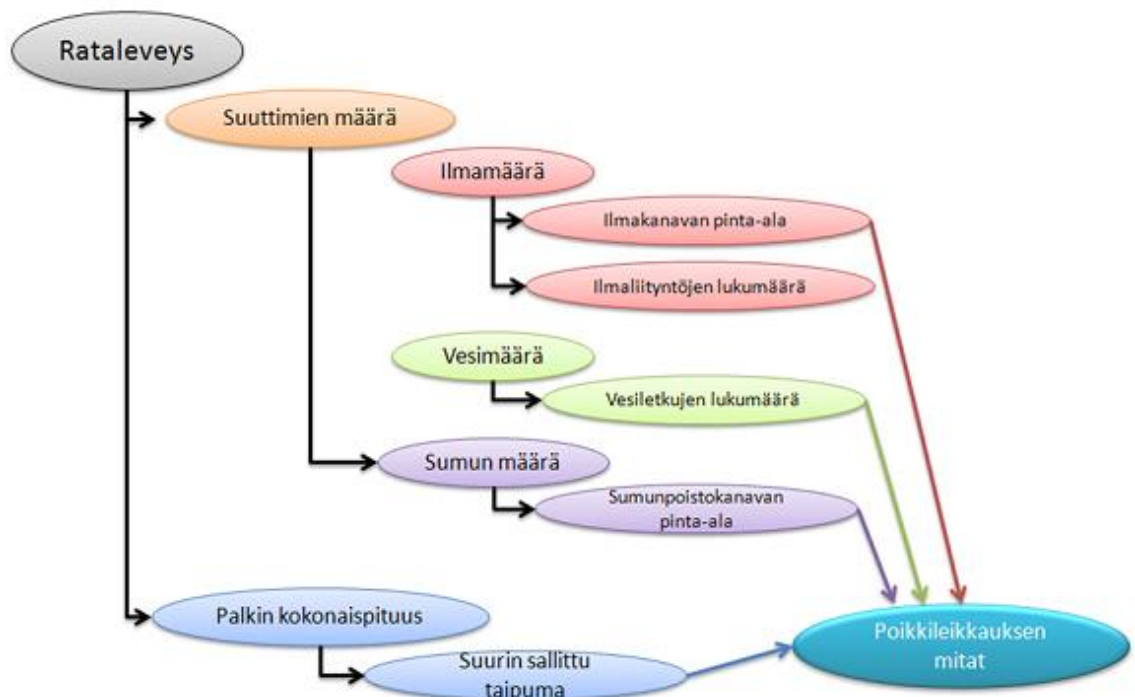 Rataleveys
Suuttimien määrä
Ilmamäärä
Ilmakanavan pinta-ala
Ilmaliityntöjen lukumäärä
Vesimäärä
Vesiletkujen lukumäärä
Sumun määrä
Sumunpoistokanavan
pinta-ala
Palkin kokonaispituus
Suurin sallittu
taipuma
Poikkileikkauksen
mitat